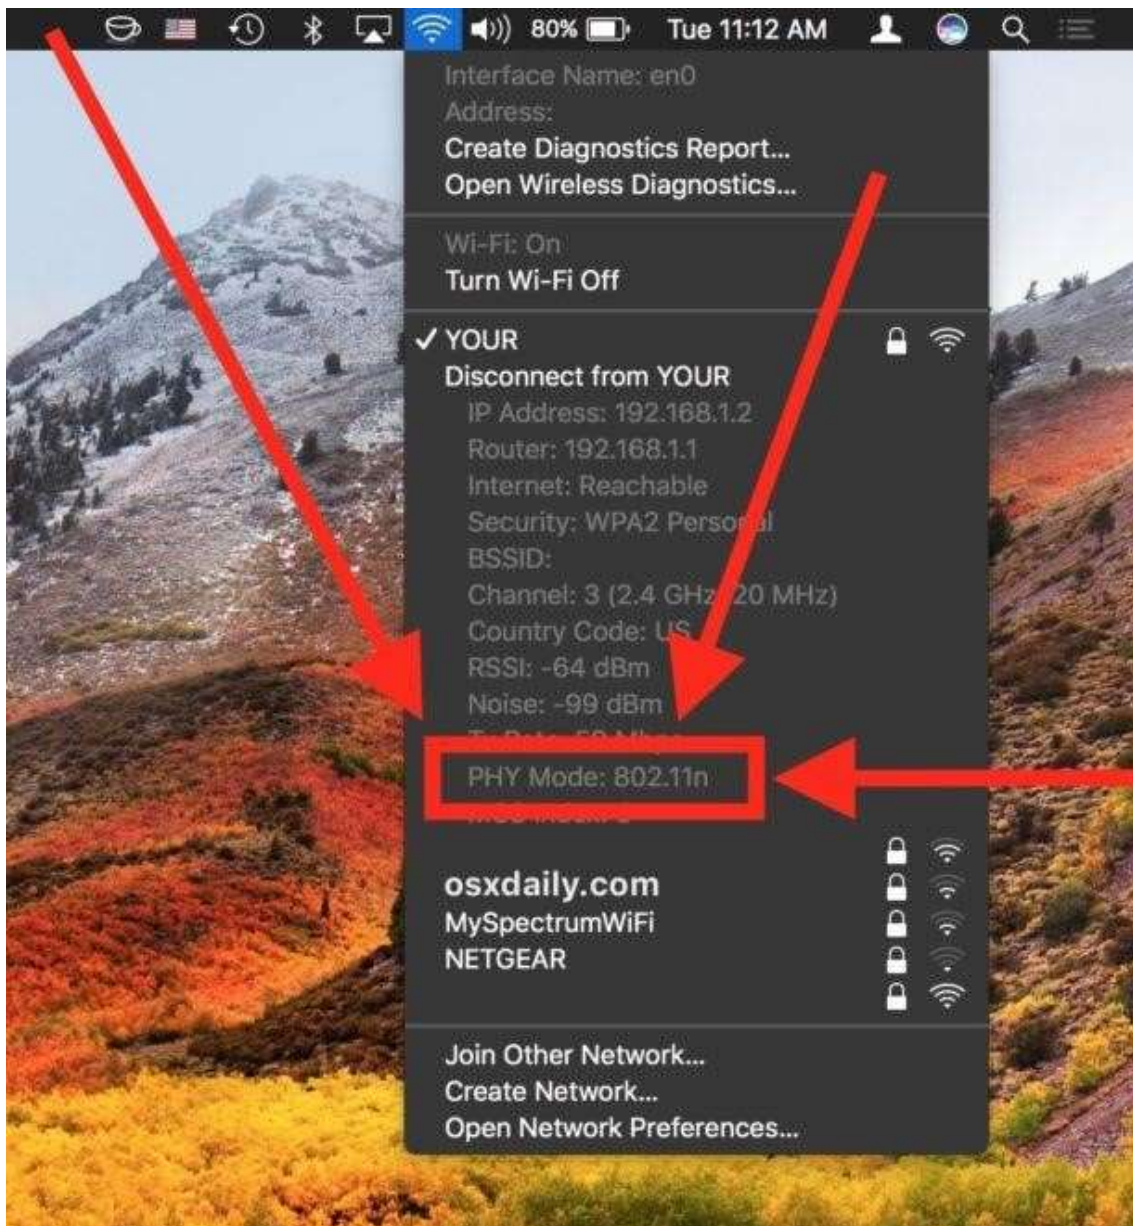 80% Tue 11:12 AM
Interface Name: en0
Address:
Create Diagnostics Report...
Open Wireless Diagnostics...
Wi-Fi: On
Turn Wi-Fi Off
YOUR
Disconnect from YOUR
IP Address: 192.168.1.2
Router: 192.168.1.1
Internet: Reachable
Security: WPA2 Personal
BSSID:
Channel: 3 (2.4 GHz, 20 MHz)
Country Code: US
RSSI: -64 dBm
Noise: -99 dBm
PHY Mode: 802.11n
osxdaily.com
MySpectrumWiFi
NETGEAR
Join Other Network...
Create Network...
Open Network Preferences...